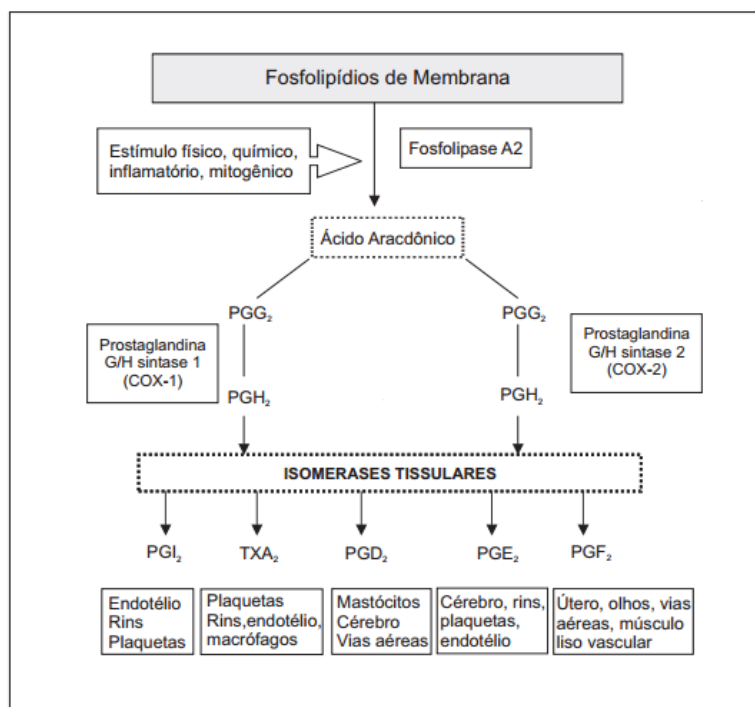 Fosfolipídios de Membrana
Estímulo físico, químico,
inflamatório, mitogênico
Fosfolipase A2
Ácido Aracdônico
PGG₂
PGG₂
Prostaglandina
G/H sintase 1
(COX-1)
Prostaglandina
G/H sintase 2
(COX-2)
PGH₂
PGH₂
ISOMERASES TISSULARES
PGI₂
TXA₂
PGD₂
PGE₂
PGF₂
Endotélio
Rins
Plaquetas
Plaquetas
Rins,endotélio,
macrófagos
Mastócitos
Cérebro
Vias aéreas
Cérebro, rins,
plaquetas,
endotélio
Útero, olhos, vias
aéreas, músculo
liso vascular